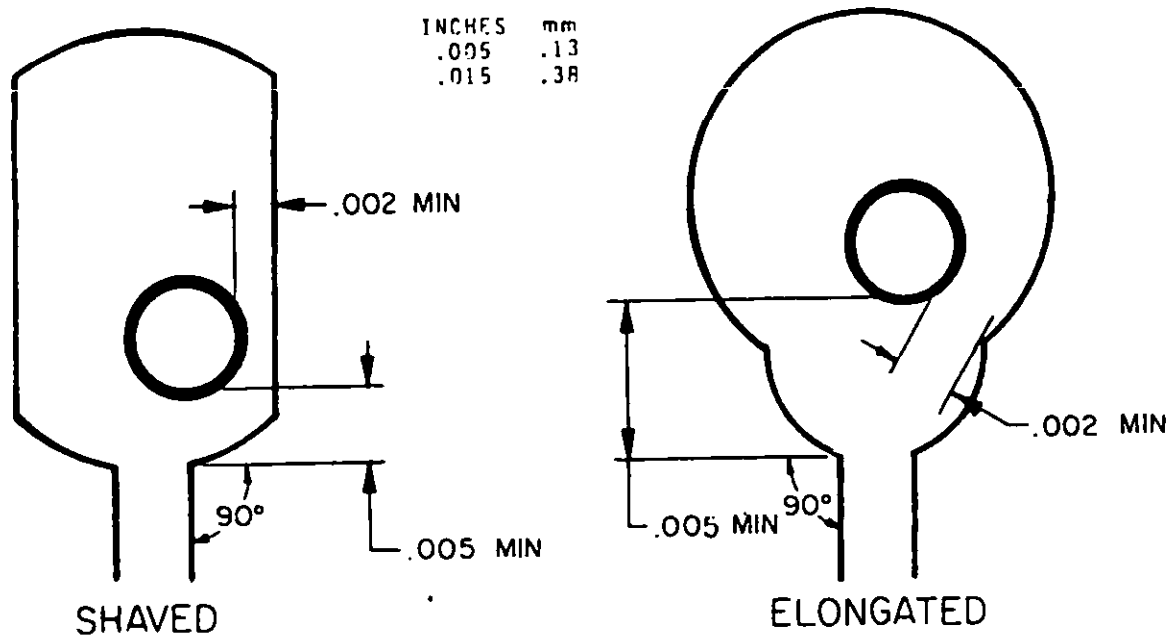 INCHES mm
.005 .13
.015 .38
.002 MIN
90°
.005 MIN
SHAVED
.002 MIN
90°
.005 MIN
ELONGATED